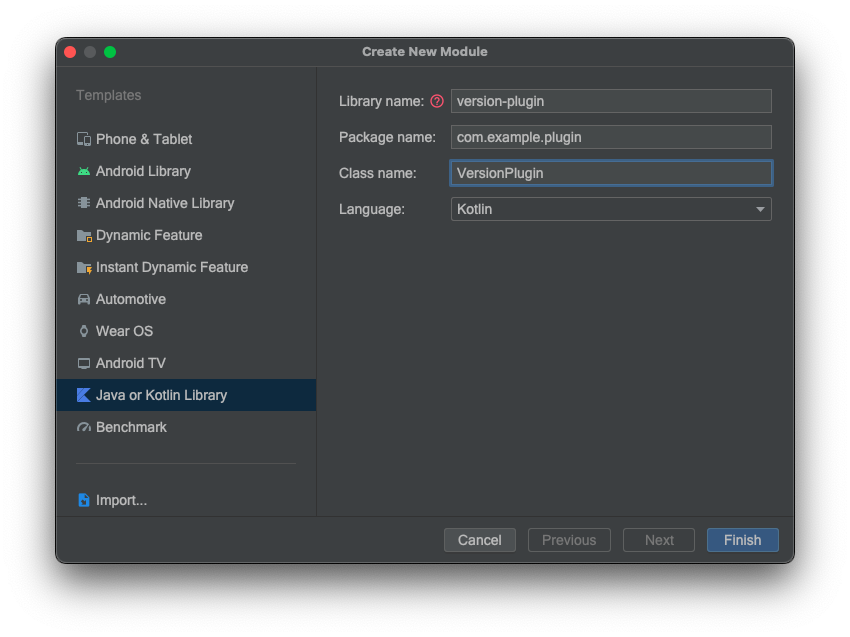 Create New Module
Templates
Phone & Tablet
Android Library
Android Native Library
Dynamic Feature
Instant Dynamic Feature
Automotive
Wear OS
Android TV
Java or Kotlin Library
Benchmark
Import...
Library name: ? version-plugin
Package name: com.example.plugin
Class name: VersionPlugin
Language: Kotlin
Cancel Previous Next Finish